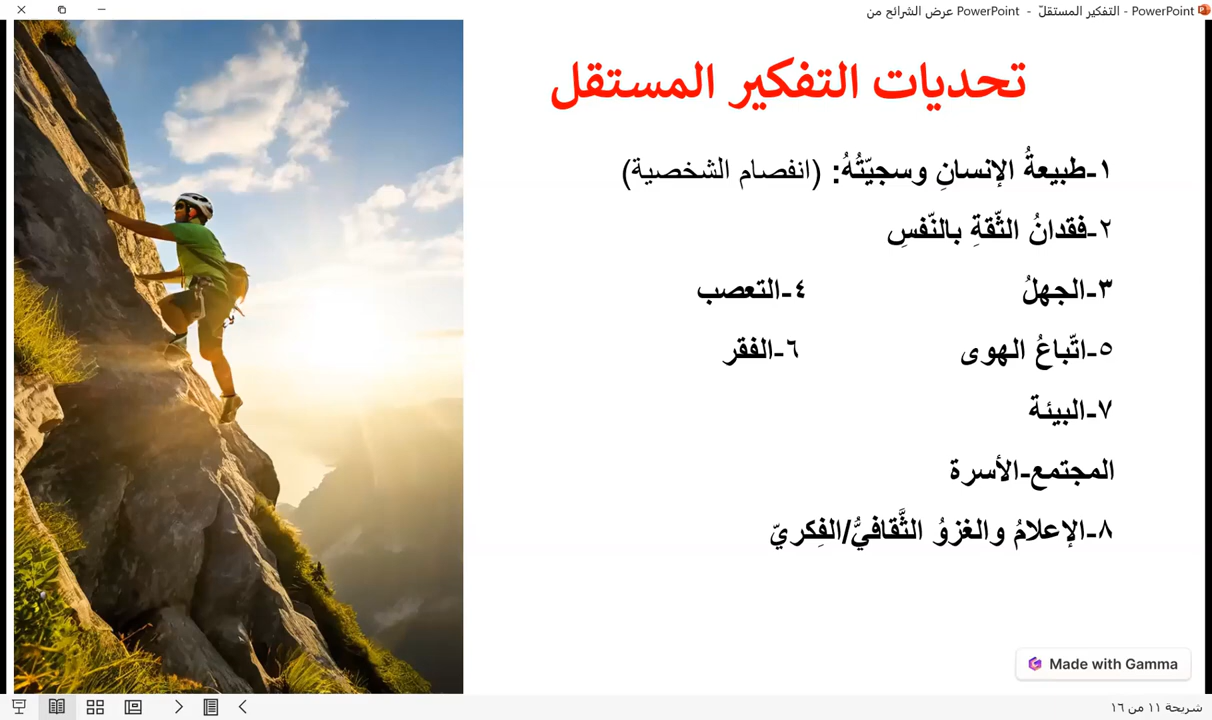 PowerPoint - التفكير المستقلّ - PowerPoint عرض الشرائح من
تحديات التفكير المستقل
١-طبيعةُ الإنسانِ وسجيّتُهُ: (انفصام الشخصية)
٢-فقدانُ الثّقةِ بالنّفسِ
٣-الجهلُ ٤-التعصب
٥-اتّباعُ الهوى ٦-الفقر
٧-البيئة
المجتمع-الأسرة
٨-الإعلامُ والغزوُ الثَّقافيُّ/الفِكريّ
Made with Gamma
شريحة ١١ من ١٦